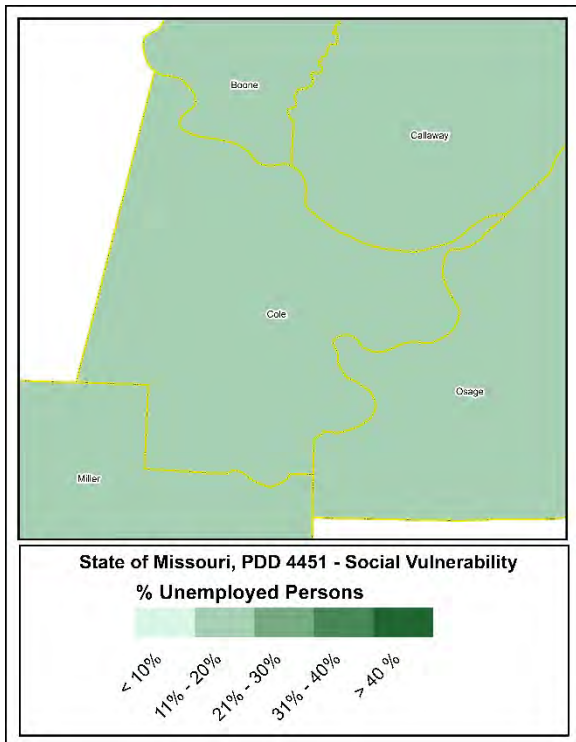 Boone
Callaway
Cole
Osage
Miller
State of Missouri, PDD 4451 - Social Vulnerability
% Unemployed Persons
< 10%
11% - 20%
21% - 30%
31% - 40%
> 40 %